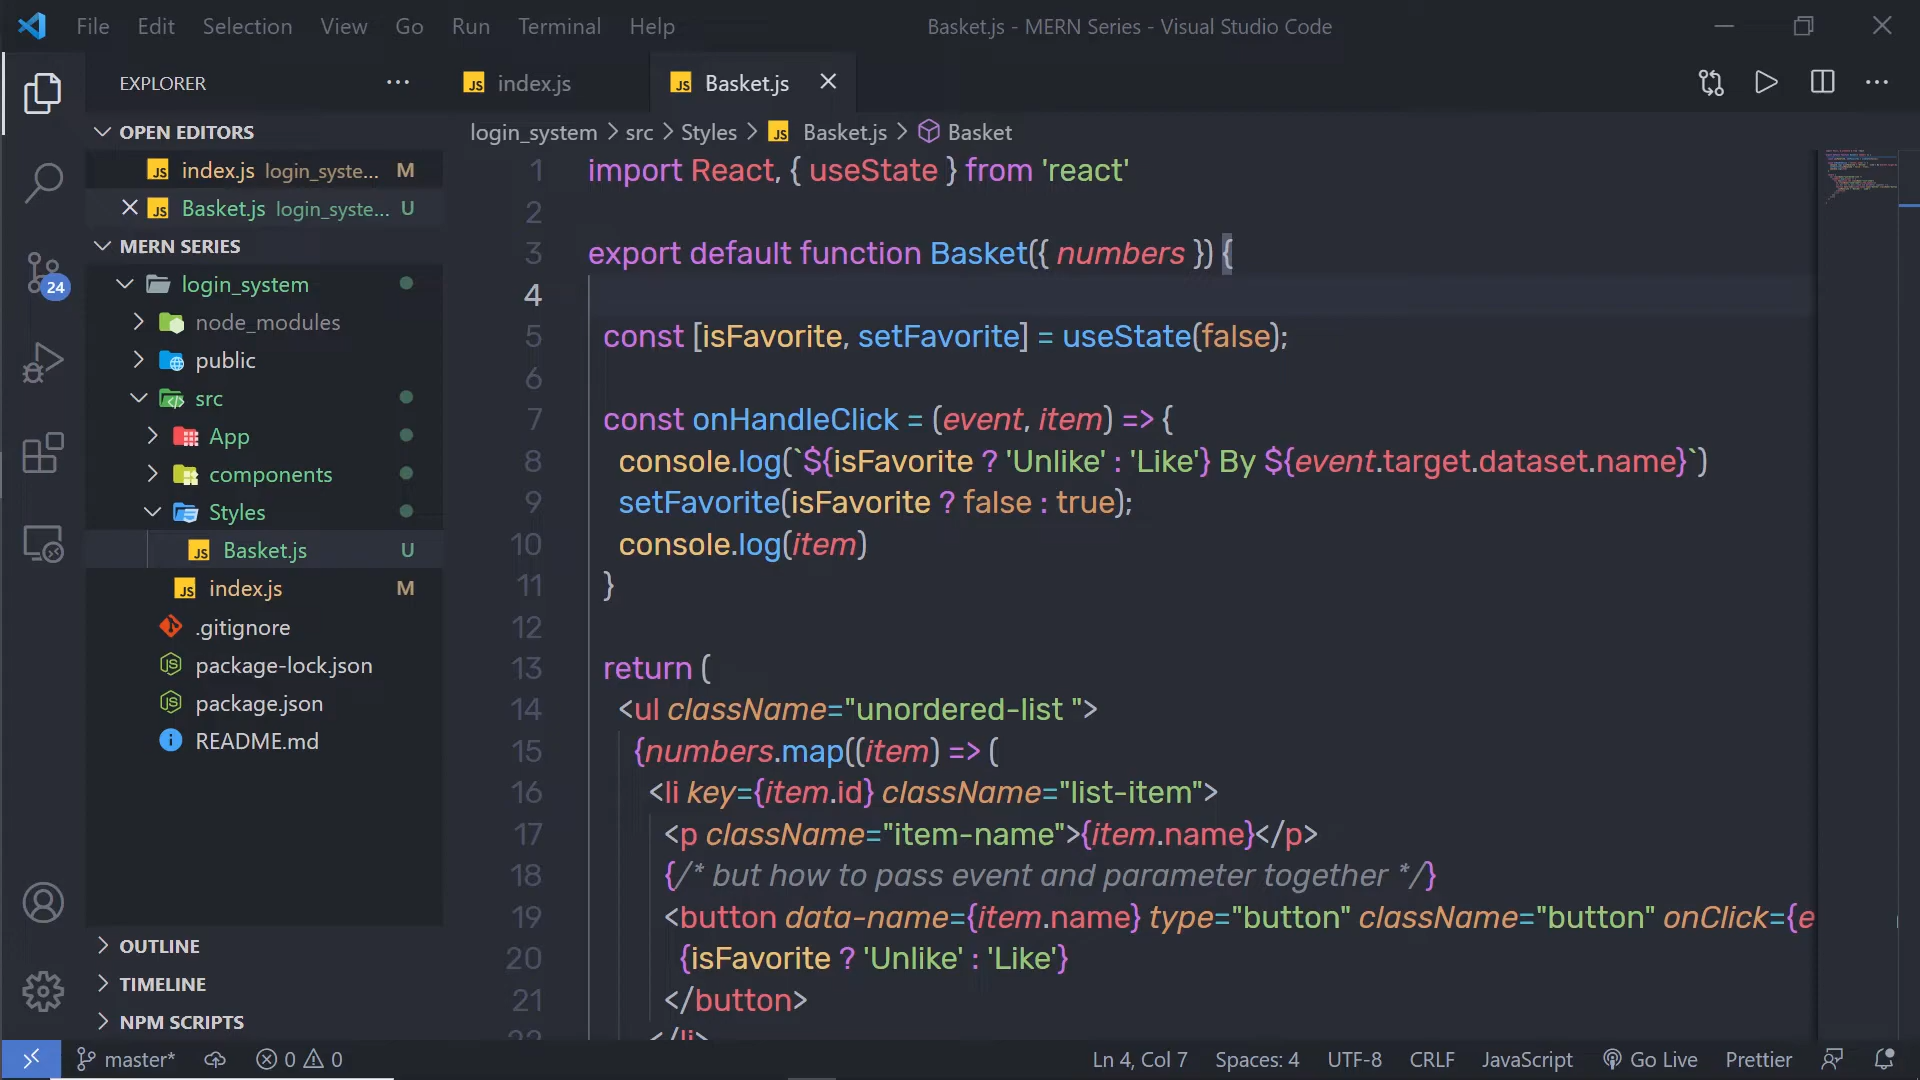 File Edit Selection View Go Run Terminal Help
Basket.js - MERN Series - Visual Studio Code
EXPLORER
OPEN EDITORS
JS index.js login_syste... M
JS Basket.js login_syste... U
MERN SERIES
login_system
node_modules
public
src
App
components
Styles
JS Basket.js U
JS index.js M
.gitignore
package-lock.json
package.json
README.md
OUTLINE
TIMELINE
NPM SCRIPTS
24
JS index.js
JS Basket.js
login_system > src > Styles > JS Basket.js > Basket
1 import React, { useState } from 'react'
2
3 export default function Basket({ numbers }) {
4
5 const [isFavorite, setFavorite] = useState(false);
6
7 const onHandleClick = (event, item) => {
8 console.log(`${isFavorite ? 'Unlike' : 'Like'} By ${event.target.dataset.name}`)
9 setFavorite(isFavorite ? false : true);
10 console.log(item)
11 }
12
13 return (
14 <ul className="unordered-list ">
15 {numbers.map((item) => (
16 <li key={item.id} className="list-item">
17 <p className="item-name">{item.name}</p>
18 {/* but how to pass event and parameter together */}
19 <button data-name={item.name} type="button" className="button" onClick={e
20 {isFavorite ? 'Unlike' : 'Like'}
21 </button>
22 </li>
master* 0 0
Ln 4, Col 7 Spaces: 4 UTF-8 CRLF JavaScript Go Live Prettier